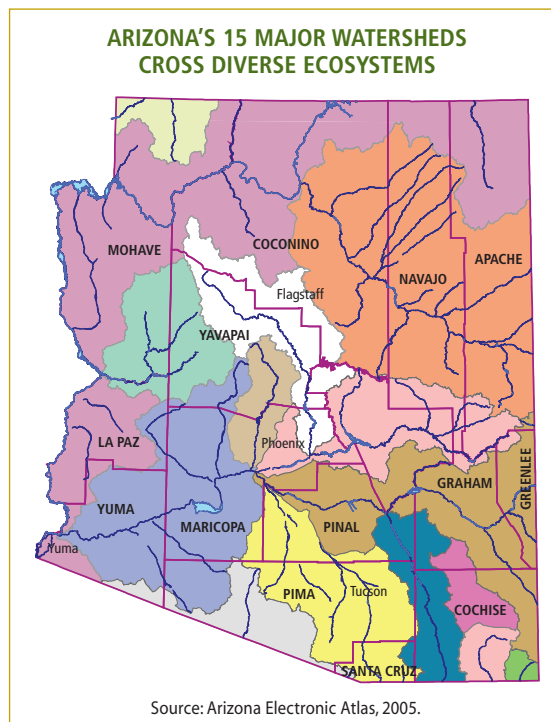 ARIZONA'S 15 MAJOR WATERSHEDS
CROSS DIVERSE ECOSYSTEMS
MOHAVE
COCONINO
NAVAJO
APACHE
Flagstaff
YAVAPAI
LA PAZ
Phoenix
GRAHAM
GREENLEE
YUMA
MARICOPA
PINAL
Yuma
PIMA
Tucson
COCHISE
SANTA CRUZ
Source: Arizona Electronic Atlas, 2005.